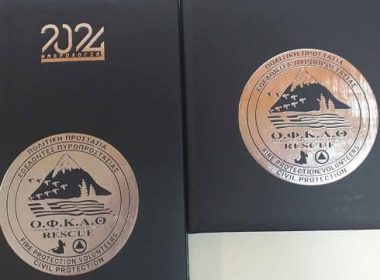 2024
ΗΜΕΡΟΛΟΓΙΟ
ΠΟΛΙΤΙΚΗ ΠΡΟΣΤΑΣΙΑ
ΕΘΕΛΟΝΤΕΣ ΠΥΡΟΠΡΟΣΤΑΣΙΑΣ
Ο.Φ.Κ.Α.Θ
RESCUE
FIRE PROTECTION VOLUNTEERS
CIVIL PROTECTION
ΠΟΛΙΤΙΚΗ ΠΡΟΣΤΑΣΙΑ
ΕΘΕΛΟΝΤΕΣ ΠΥΡΟΠΡΟΣΤΑΣΙΑΣ
Ο.Φ.Κ.Α.Θ
RESCUE
FIRE PROTECTION VOLUNTEERS
CIVIL PROTECTION